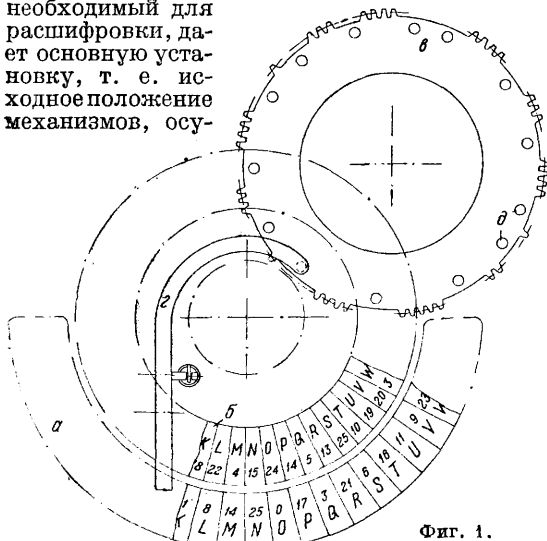 необходимый для
расшифровки, да-
ет основную уста-
новку, т. е. ис-
ходное положение
механизмов, осу-
в
д
г
а
б
K L M N O P Q R S T U V W
8 22 4 15 24 14 5 13 25 10 19 20 3
1 8 14 25 0 17 3 21 6 18 11 9 23
K L M N O P Q R S T U V W
Фиг. 1.